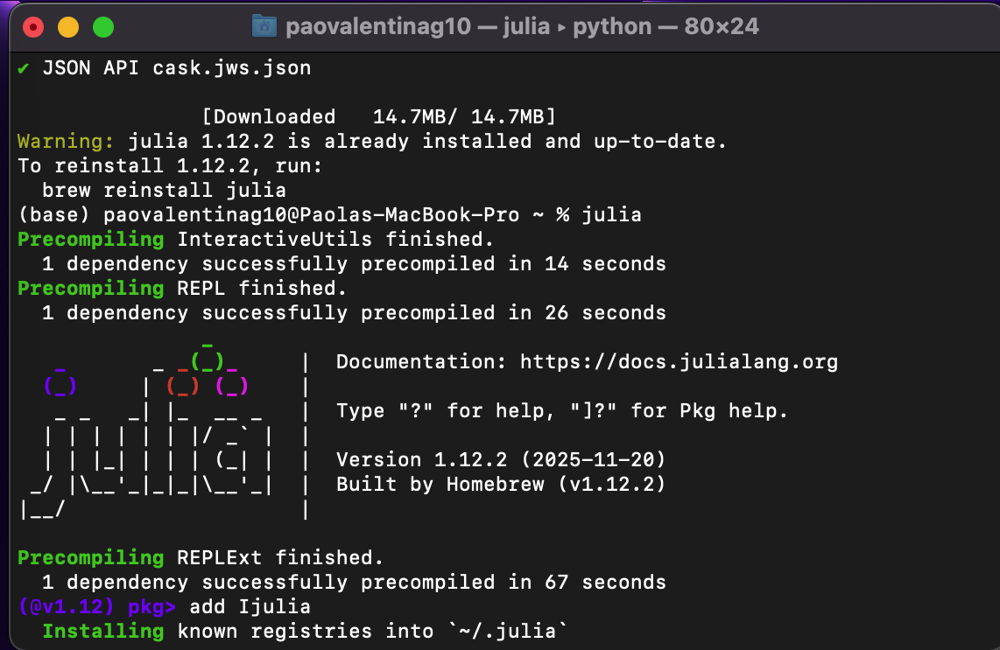 paovalentinag10 — julia ▸ python — 80×24
✔ JSON API cask.jws.json
[Downloaded   14.7MB/ 14.7MB]
Warning: julia 1.12.2 is already installed and up-to-date.
To reinstall 1.12.2, run:
  brew reinstall julia
(base) paovalentinag10@Paolas-MacBook-Pro ~ % julia
Precompiling InteractiveUtils finished.
  1 dependency successfully precompiled in 14 seconds
Precompiling REPL finished.
  1 dependency successfully precompiled in 26 seconds
Documentation: https://docs.julialang.org
Type "?" for help, "]?" for Pkg help.
julia
Version 1.12.2 (2025-11-20)
Built by Homebrew (v1.12.2)
Precompiling REPLExt finished.
  1 dependency successfully precompiled in 67 seconds
(@v1.12) pkg> add Ijulia
  Installing known registries into `~/.julia`